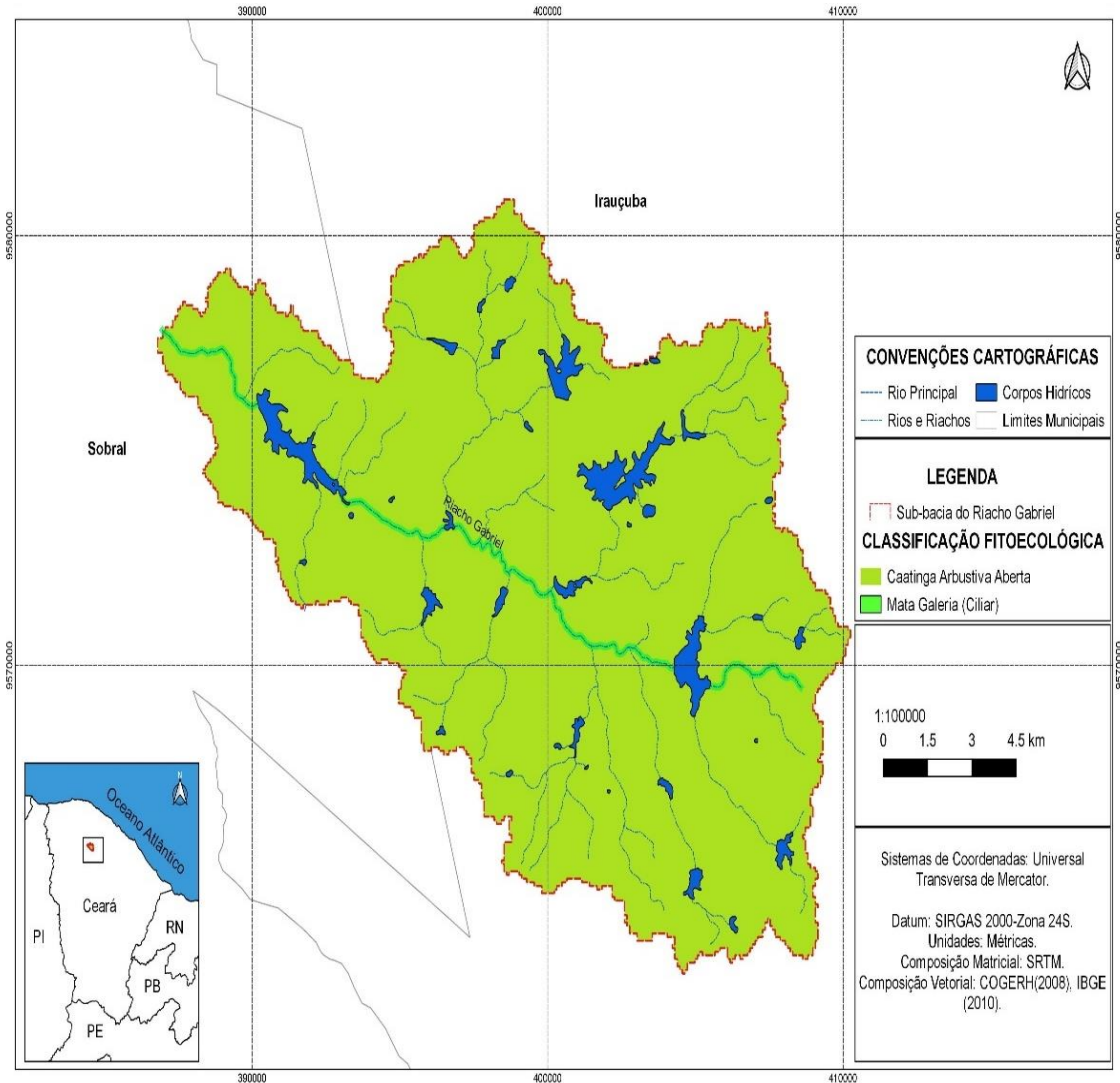 390000
400000
410000
9580000
9580000
Irauçuba
Sobral
Riacho Gabriel
9570000
9570000
CONVENÇÕES CARTOGRÁFICAS
Rio Principal
Corpos Hidrícos
Rios e Riachos
Limites Municipais
LEGENDA
Sub-bacia do Riacho Gabriel
CLASSIFICAÇÃO FITOECOLÓGICA
Caatinga Arbustiva Aberta
Mata Galeria (Ciliar)
1:100000
0 1.5 3 4.5 km
Sistemas de Coordenadas: Universal
Transversa de Mercator.
Datum: SIRGAS 2000-Zona 24S.
Unidades: Métricas.
Composição Matricial: SRTM.
Composição Vetorial: COGERH(2008), IBGE
(2010).
N
Oceano Atlântico
Ceará
PI
RN
PB
PE
390000
400000
410000